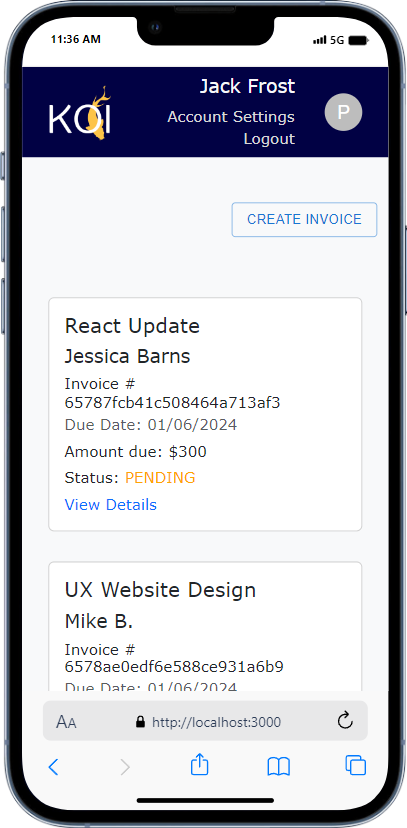 11:36 AM
5G
KOI
Jack Frost
Account Settings
Logout
P
CREATE INVOICE
React Update
Jessica Barns
Invoice #
65787fcb41c508464a713af3
Due Date: 01/06/2024
Amount due: $300
Status: PENDING
View Details
UX Website Design
Mike B.
Invoice #
6578ae0edf6e588ce931a6b9
Due Date: 01/06/2024
AA
http://localhost:3000